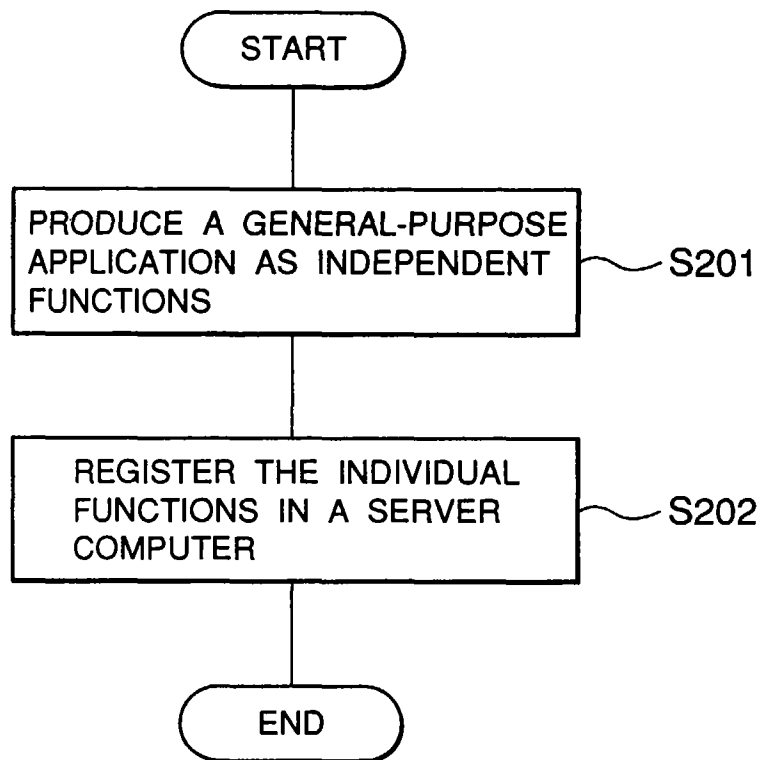 START
PRODUCE A GENERAL-PURPOSE
APPLICATION AS INDEPENDENT
FUNCTIONS
S201
REGISTER THE INDIVIDUAL
FUNCTIONS IN A SERVER
COMPUTER
S202
END